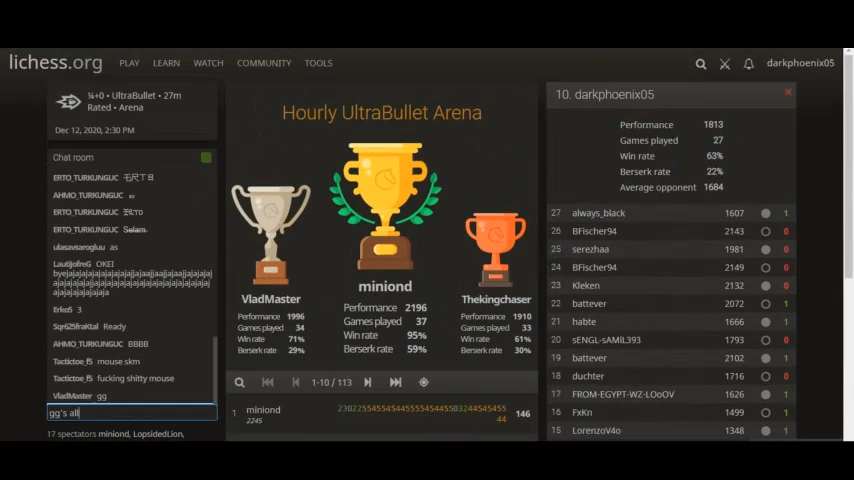 lichess.org PLAY LEARN WATCH COMMUNITY TOOLS darkphoenix05
¼+0 • UltraBullet • 27m
Rated • Arena
Dec 12, 2020, 2:30 PM
Chat room
ERTO_TURKUNGUC
AHMO_TURKUNGUC
ERTO_TURKUNGUC
ERTO_TURKUNGUC Selam
ulasavsarogluu as
LautijofreG OKEI
Erko5 3
Sqr625fraKtal Ready
AHMO_TURKUNGUC BBBB
Tactictoe_f5 mouse skm
Tactictoe_f5 fucking shitty mouse
VladMaster gg
gg's all
17 spectators miniond, LopsidedLion,
Hourly UltraBullet Arena
VladMaster
Performance 1996
Games played 34
Win rate 71%
Berserk rate 29%
miniond
Performance 2196
Games played 37
Win rate 95%
Berserk rate 59%
Thekingchaser
Performance 1910
Games played 33
Win rate 61%
Berserk rate 30%
1-10 / 113
1 miniond 146
2245
10. darkphoenix05
Performance 1813
Games played 27
Win rate 63%
Berserk rate 22%
Average opponent 1684
27 always_black 1607 1
26 BFischer94 2143 0
25 serezhaa 1981 0
24 BFischer94 2149 0
23 Kleken 2132 0
22 battever 2072 1
21 habte 1666 1
20 sENGL-sAMiL393 1793 0
19 battever 2102 1
18 duchter 1716 0
17 FROM-EGYPT-WZ-LOoOV 1626 1
16 FxKn 1499 1
15 LorenzoV4o 1348 1